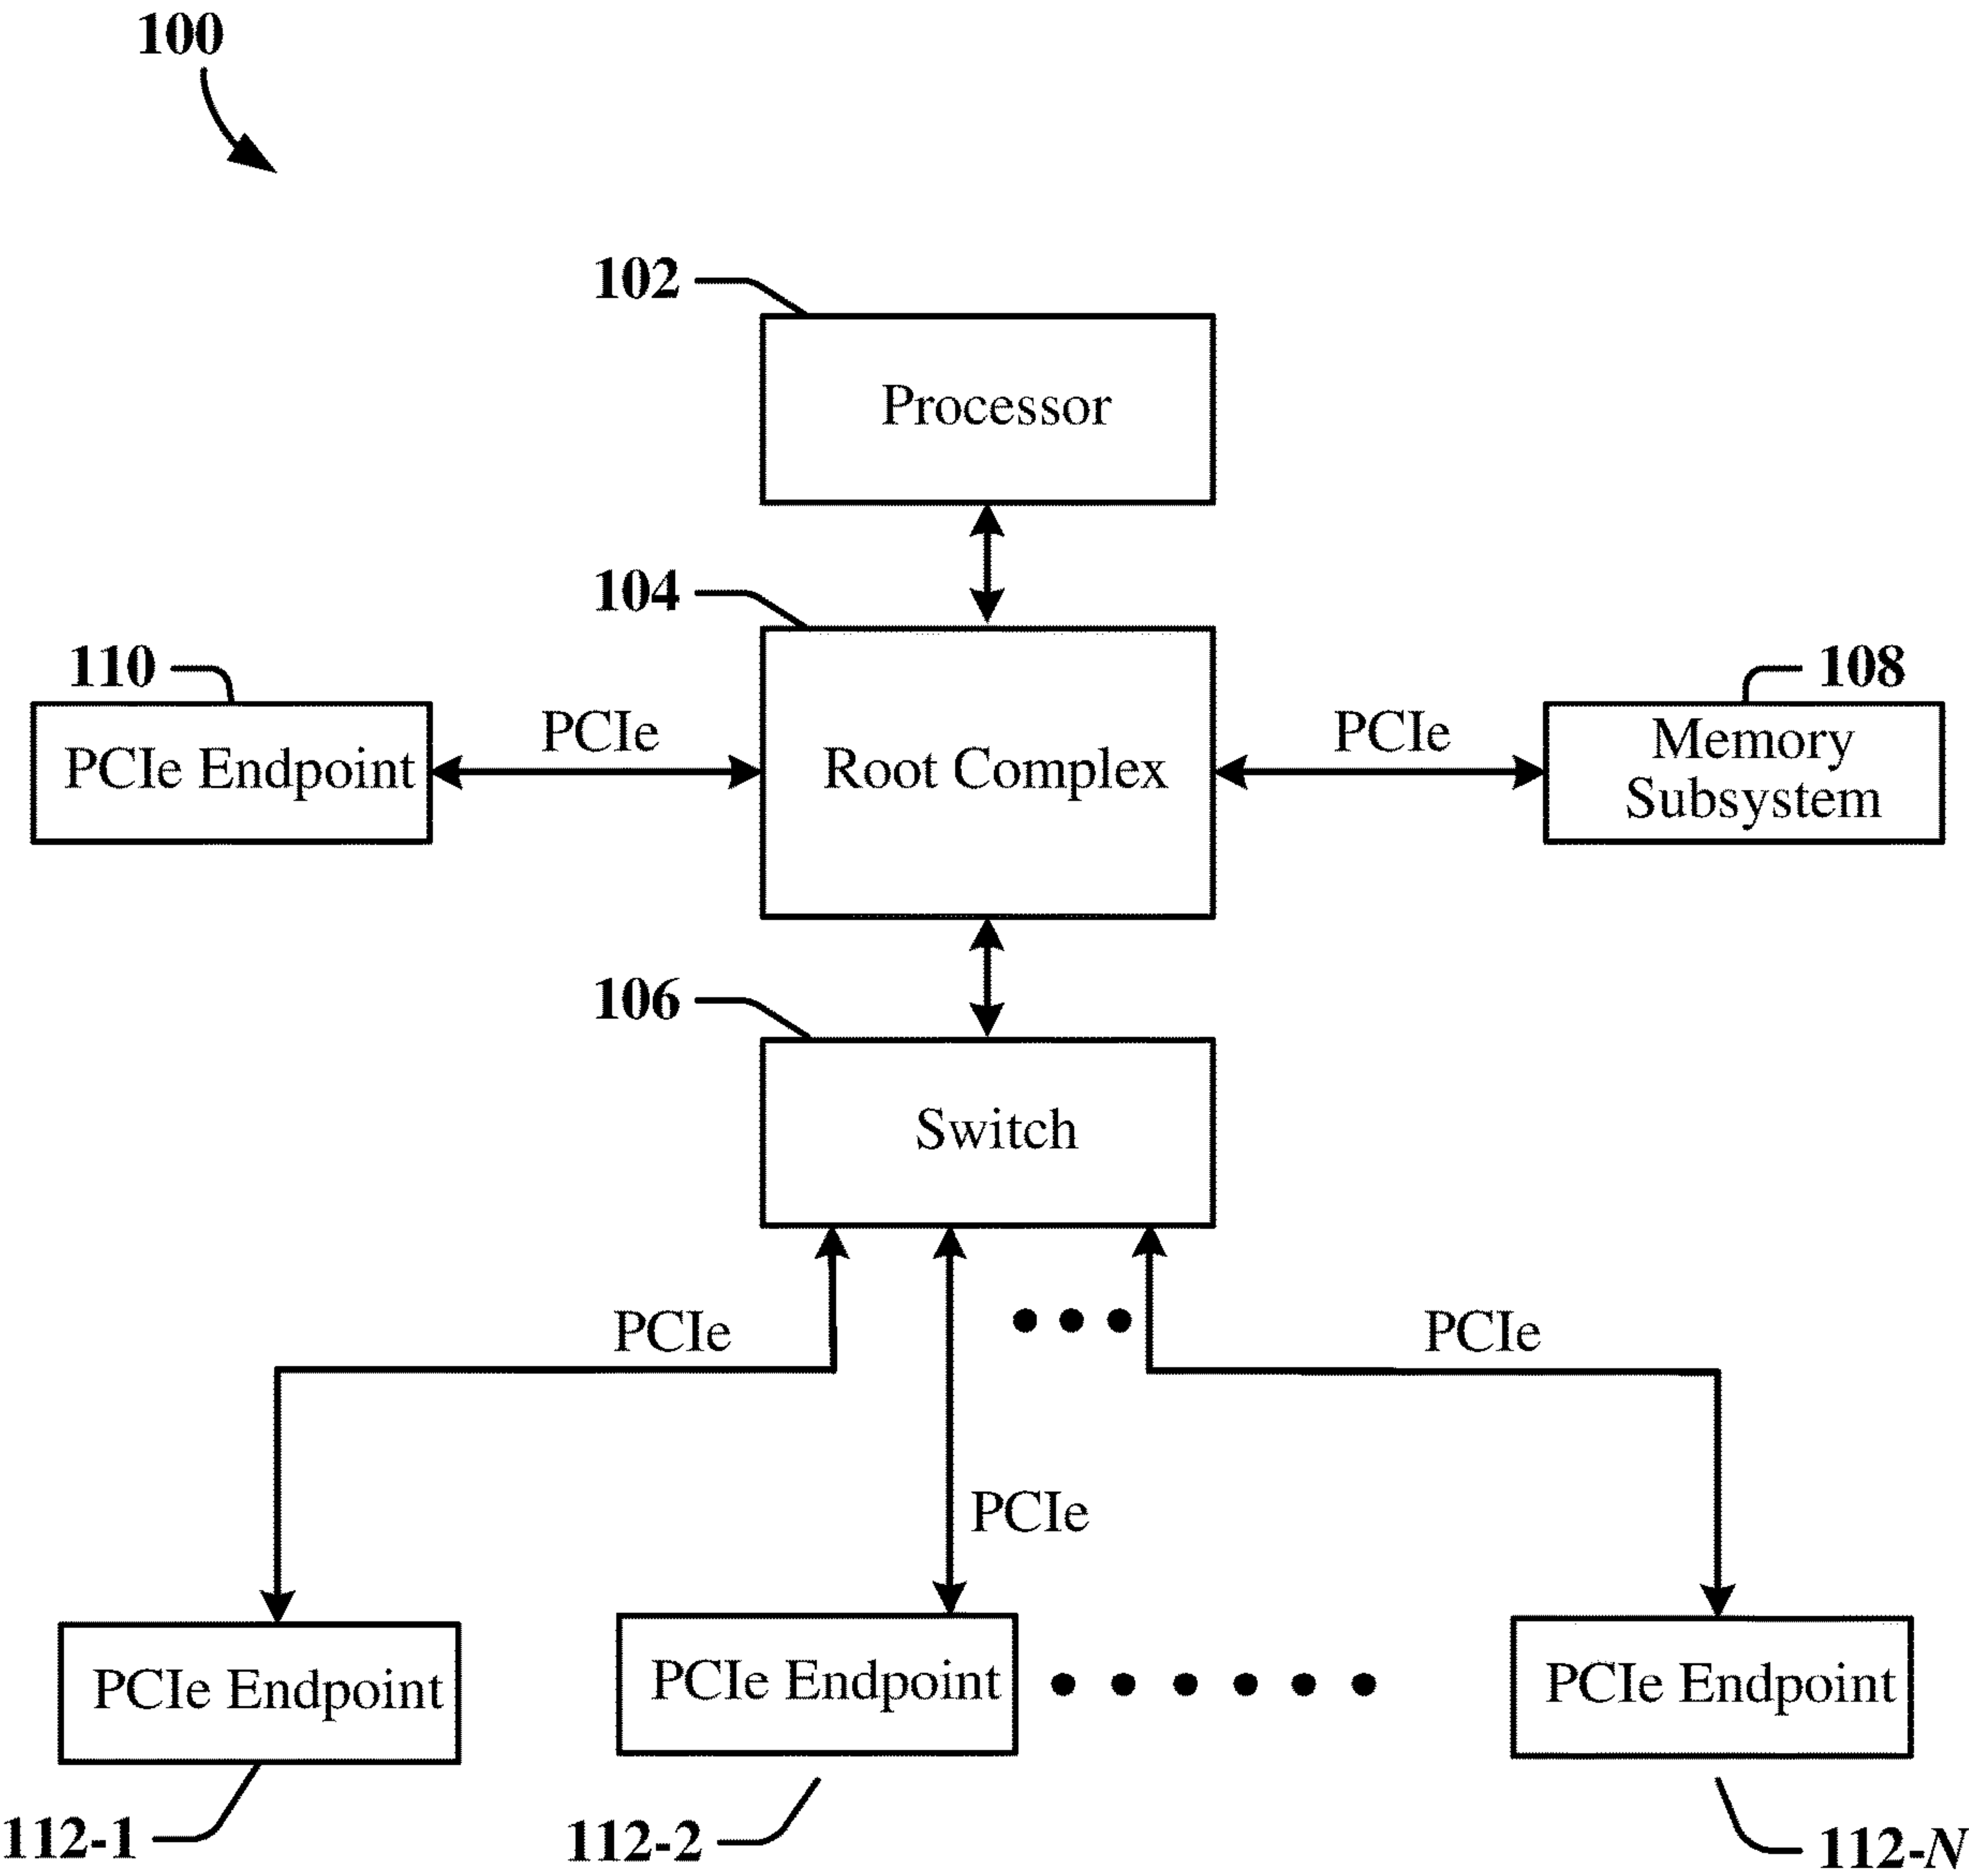 100
102
Processor
104
110
108
PCIe Endpoint
PCIe
Root Complex
PCIe
Memory
Subsystem
106
Switch
PCIe
PCIe
PCIe
PCIe Endpoint
PCIe Endpoint
PCIe Endpoint
112-1
112-2
112-N